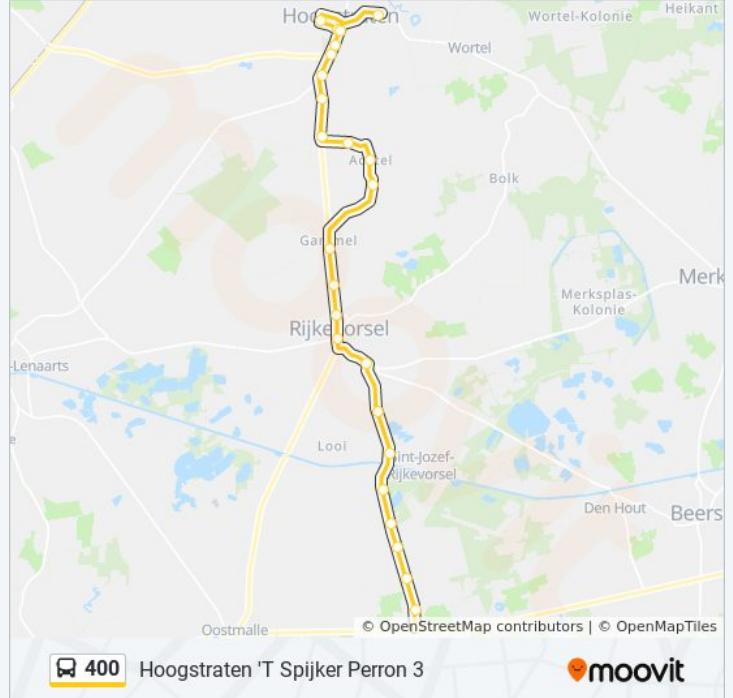 Hoogstraten
Wortel-Kolonie
Heikant
Wortel
Achtel
Bolk
Gammel
Merk
Merksplas-
Kolonie
Rijkevorsel
-Lenaarts
e
Looi
Sint-Jozef-
Rijkevorsel
Den Hout
Beers
Oostmalle
© OpenStreetMap contributors | © OpenMapTiles
400 Hoogstraten 'T Spijker Perron 3
moovit